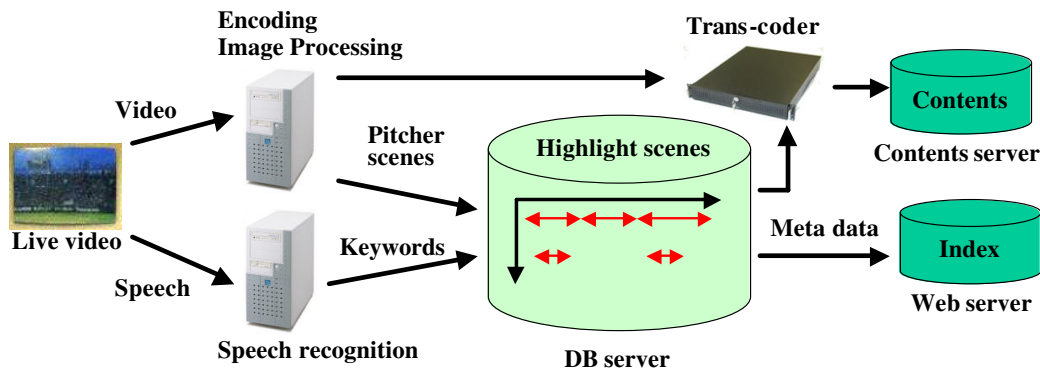 Encoding
Image Processing
Trans-coder
Video
Contents
Pitcher
scenes
Highlight scenes
Contents server
Live video
Keywords
Meta data
Index
Speech
Web server
Speech recognition
DB server